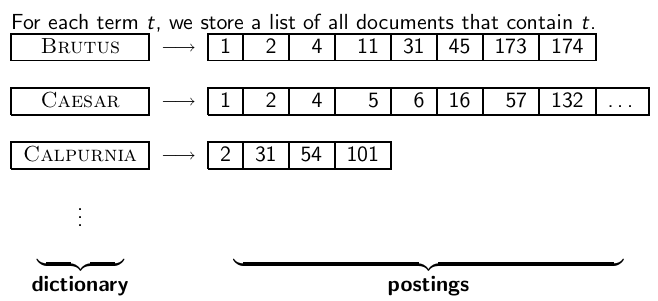 For each term t, we store a list of all documents that contain t.
BRUTUS ⟶ 1 2 4 11 31 45 173 174
CAESAR ⟶ 1 2 4 5 6 16 57 132 ...
CALPURNIA ⟶ 2 31 54 101
⋮
dictionary postings